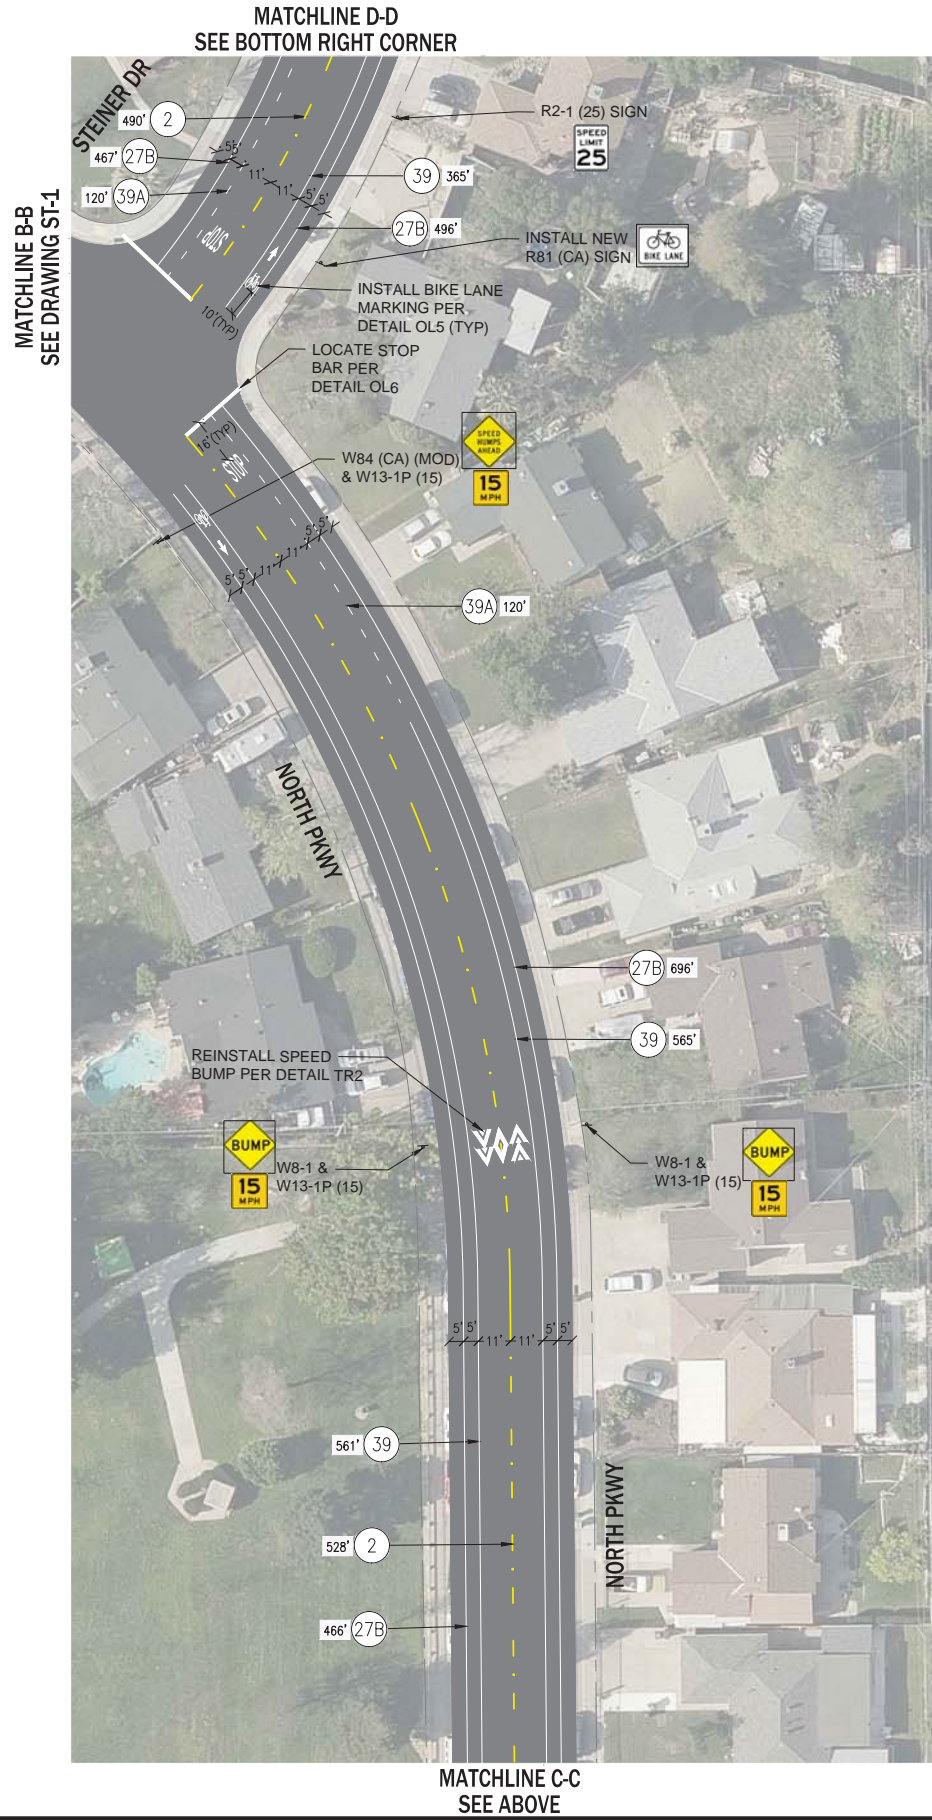 MATCHLINE D-D
SEE BOTTOM RIGHT CORNER
STEINER DR
490' 2
467' 27B
120' 39A
MATCHLINE B-B
SEE DRAWING ST-1
5'
5'
11'
11'
5'
5'
R2-1 (25) SIGN
SPEED
LIMIT
25
39 365'
27B 496'
INSTALL NEW
R81 (CA) SIGN
BIKE LANE
STOP
10'(TYP)
INSTALL BIKE LANE
MARKING PER
DETAIL OL5 (TYP)
LOCATE STOP
BAR PER
DETAIL OL6
16'(TYP)
STOP
W84 (CA) (MOD)
& W13-1P (15)
SPEED
HUMPS
AHEAD
15
MPH
5' 5' 11' 11' 5' 5'
39A 120'
NORTH PKWY
27B 696'
39 565'
REINSTALL SPEED
BUMP PER DETAIL TR2
BUMP
15
MPH
W8-1 &
W13-1P (15)
W8-1 &
W13-1P (15)
BUMP
15
MPH
5' 5' 11' 11' 5' 5'
561' 39
528' 2
466' 27B
NORTH PKWY
MATCHLINE C-C
SEE ABOVE